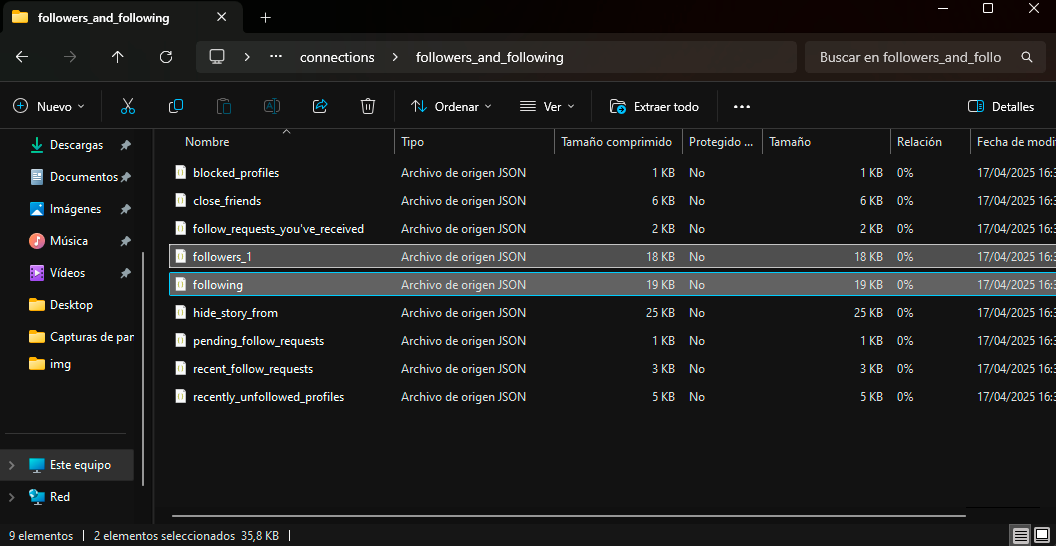 followers_and_following
connections > followers_and_following
Buscar en followers_and_follo
Nuevo
Ordenar
Ver
Extraer todo
Detalles
Descargas
Documentos
Imágenes
Música
Vídeos
Desktop
Capturas de par
img
Este equipo
Red
Nombre Tipo Tamaño comprimido Protegido ... Tamaño Relación Fecha de modi
blocked_profiles Archivo de origen JSON 1 KB No 1 KB 0% 17/04/2025 16:3
close_friends Archivo de origen JSON 6 KB No 6 KB 0% 17/04/2025 16:3
follow_requests_you've_received Archivo de origen JSON 2 KB No 2 KB 0% 17/04/2025 16:3
followers_1 Archivo de origen JSON 18 KB No 18 KB 0% 17/04/2025 16:3
following Archivo de origen JSON 19 KB No 19 KB 0% 17/04/2025 16:3
hide_story_from Archivo de origen JSON 25 KB No 25 KB 0% 17/04/2025 16:3
pending_follow_requests Archivo de origen JSON 1 KB No 1 KB 0% 17/04/2025 16:3
recent_follow_requests Archivo de origen JSON 3 KB No 3 KB 0% 17/04/2025 16:3
recently_unfollowed_profiles Archivo de origen JSON 5 KB No 5 KB 0% 17/04/2025 16:3
9 elementos | 2 elementos seleccionados 35,8 KB |